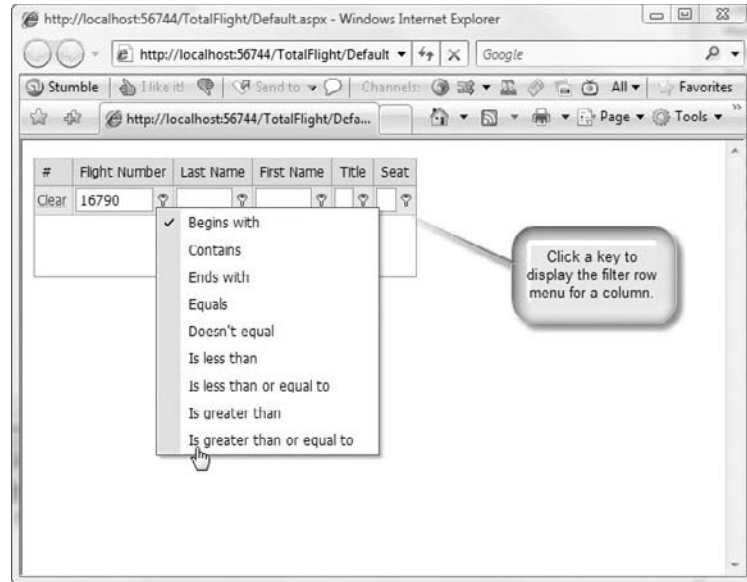 http://localhost:56744/TotalFlight/Default.aspx - Windows Internet Explorer
http://localhost:56744/TotalFlight/Default
Google
Stumble I like it! Send to Channels: All Favorites
http://localhost:56744/TotalFlight/Defa... Page Tools »
# Flight Number Last Name First Name Title Seat
Clear 16790
Begins with
Contains
Ends with
Equals
Doesn't equal
Is less than
Is less than or equal to
Is greater than
Is greater than or equal to
Click a key to
display the filter row
menu for a column.